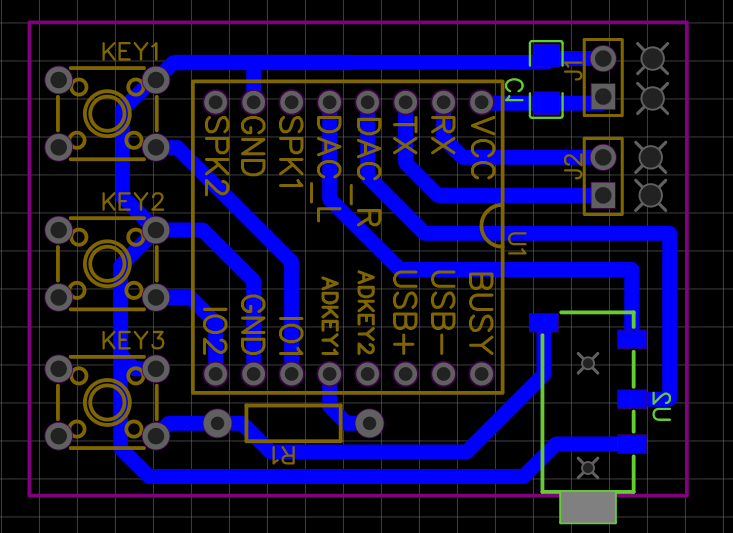 KEY1
J1
C1
SPK2
GND
SPK1
DAC_L
DAC_R
TX
RX
VCC
J2
KEY2
U1
IO2
GND
IO1
ADKEY1
ADKEY2
USB+
USB-
BUSY
KEY3
U2
R1